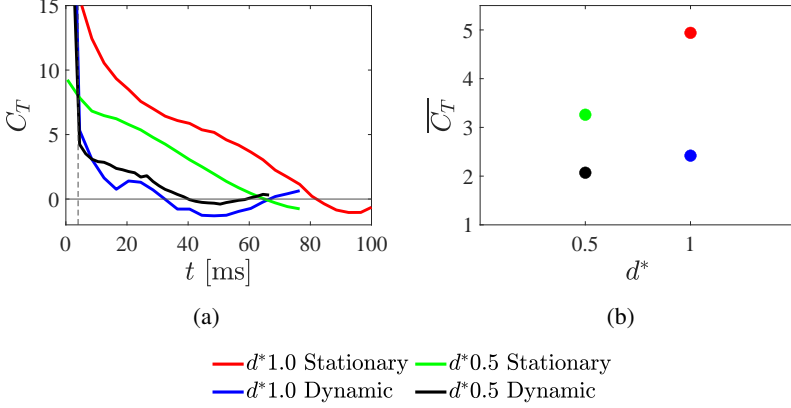 15
10
5
0
0 20 40 60 80 100
C_T
t [ms]
(a)
5
4
3
2
1
0.5 1
\overline{C_T}
d*
(b)
d*1.0 Stationary d*0.5 Stationary
d*1.0 Dynamic d*0.5 Dynamic